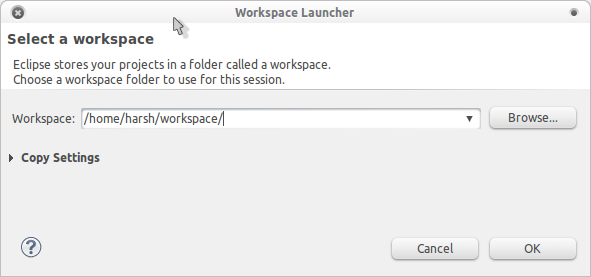 Workspace Launcher
Select a workspace
Eclipse stores your projects in a folder called a workspace.
Choose a workspace folder to use for this session.
Workspace: /home/harsh/workspace/ Browse...
Copy Settings
? Cancel OK